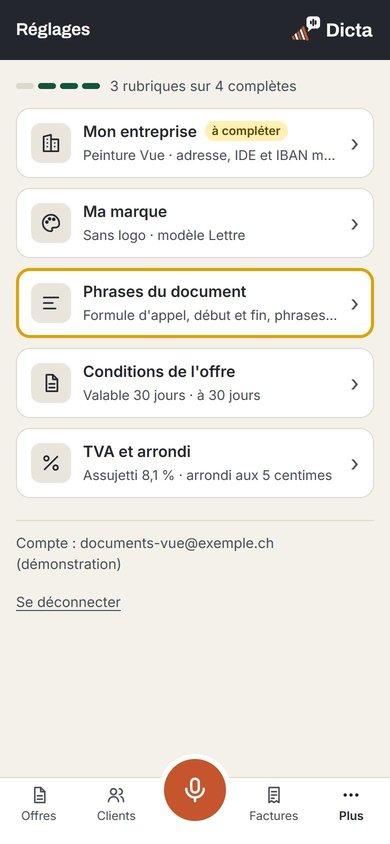 Réglages
Dicta
3 rubriques sur 4 complètes
Mon entreprise à compléter
Peinture Vue · adresse, IDE et IBAN m...
Ma marque
Sans logo · modèle Lettre
Phrases du document
Formule d'appel, début et fin, phrases...
Conditions de l'offre
Valable 30 jours · à 30 jours
TVA et arrondi
Assujetti 8,1 % · arrondi aux 5 centimes
Compte : documents-vue@exemple.ch
(démonstration)
Se déconnecter
Offres
Clients
Factures
Plus